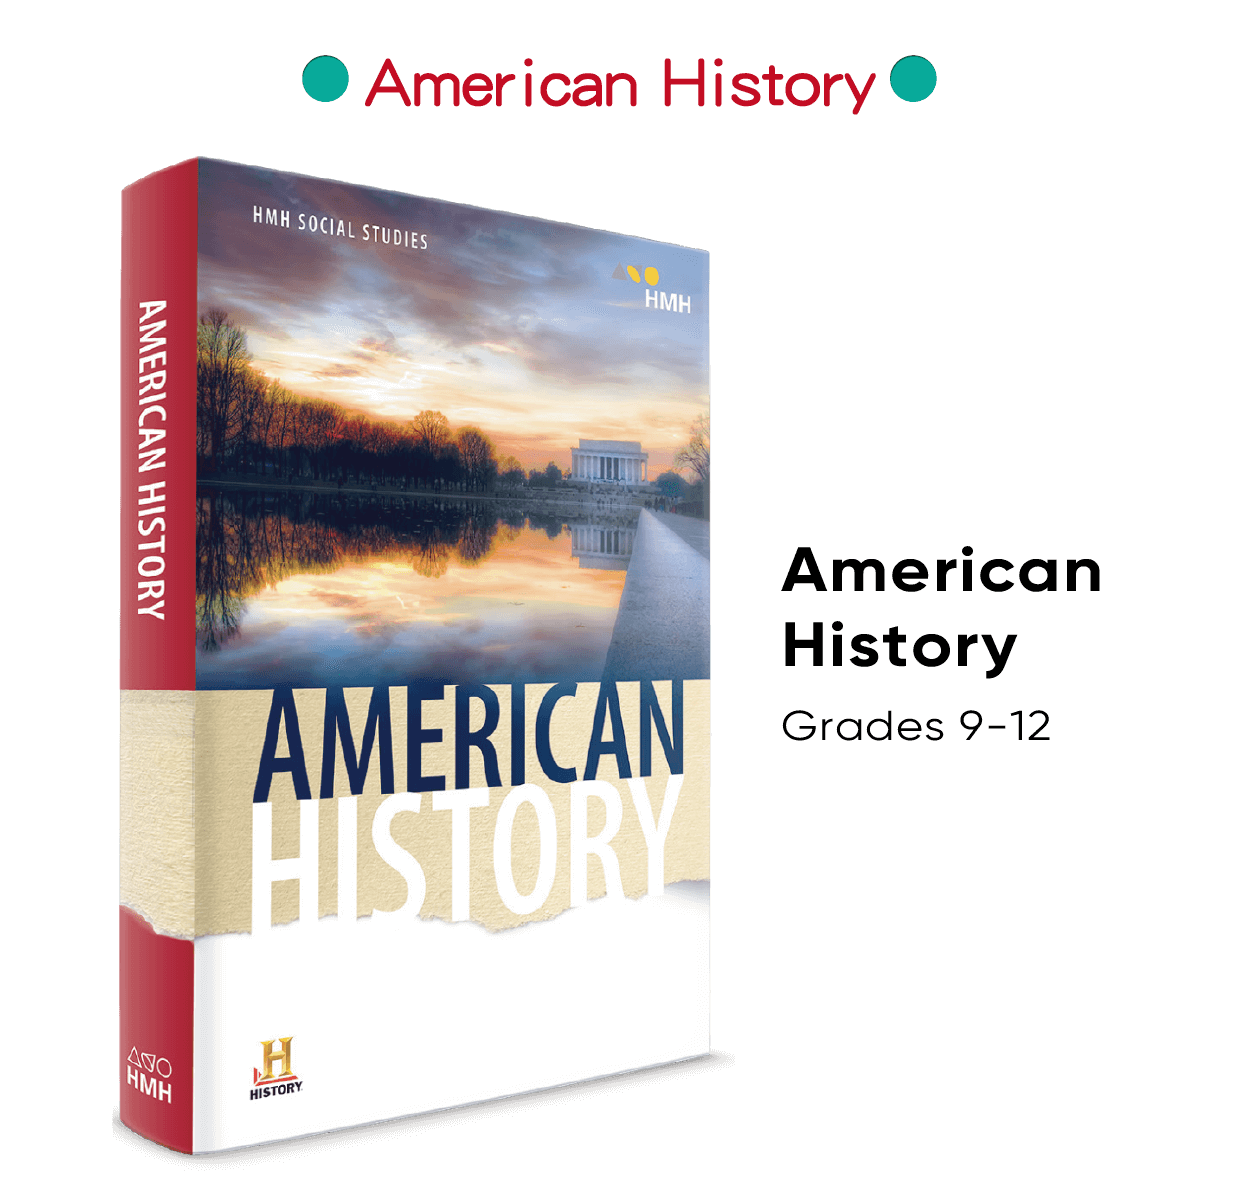 American History
HMH SOCIAL STUDIES
HMH
AMERICAN HISTORY
AMERICAN
HISTORY
HMH
HISTORY
American
History
Grades 9-12